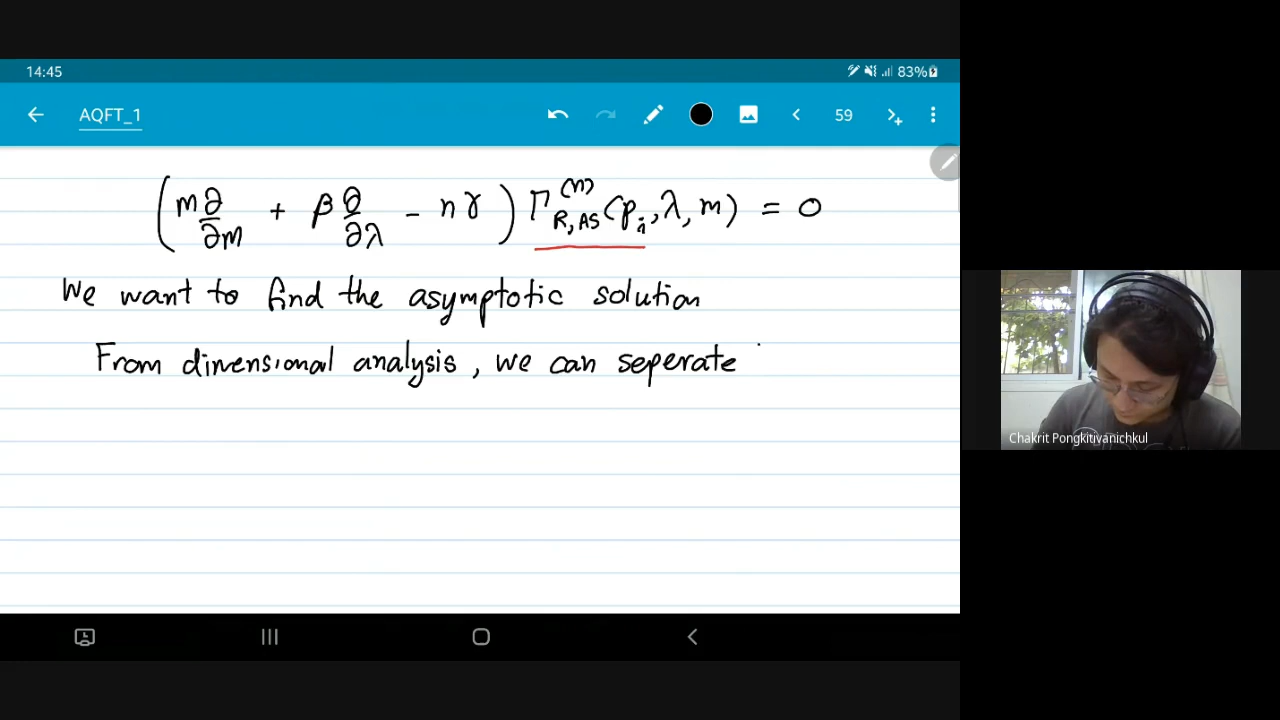 14:45 83%
AQFT_1 59
(m ∂/∂m + β ∂/∂λ - nγ) Γ^(n)_R,AS (p_i, λ, m) = 0
We want to find the asymptotic solution
From dimensional analysis, we can seperate
Chakrit Pongkitivanichkul